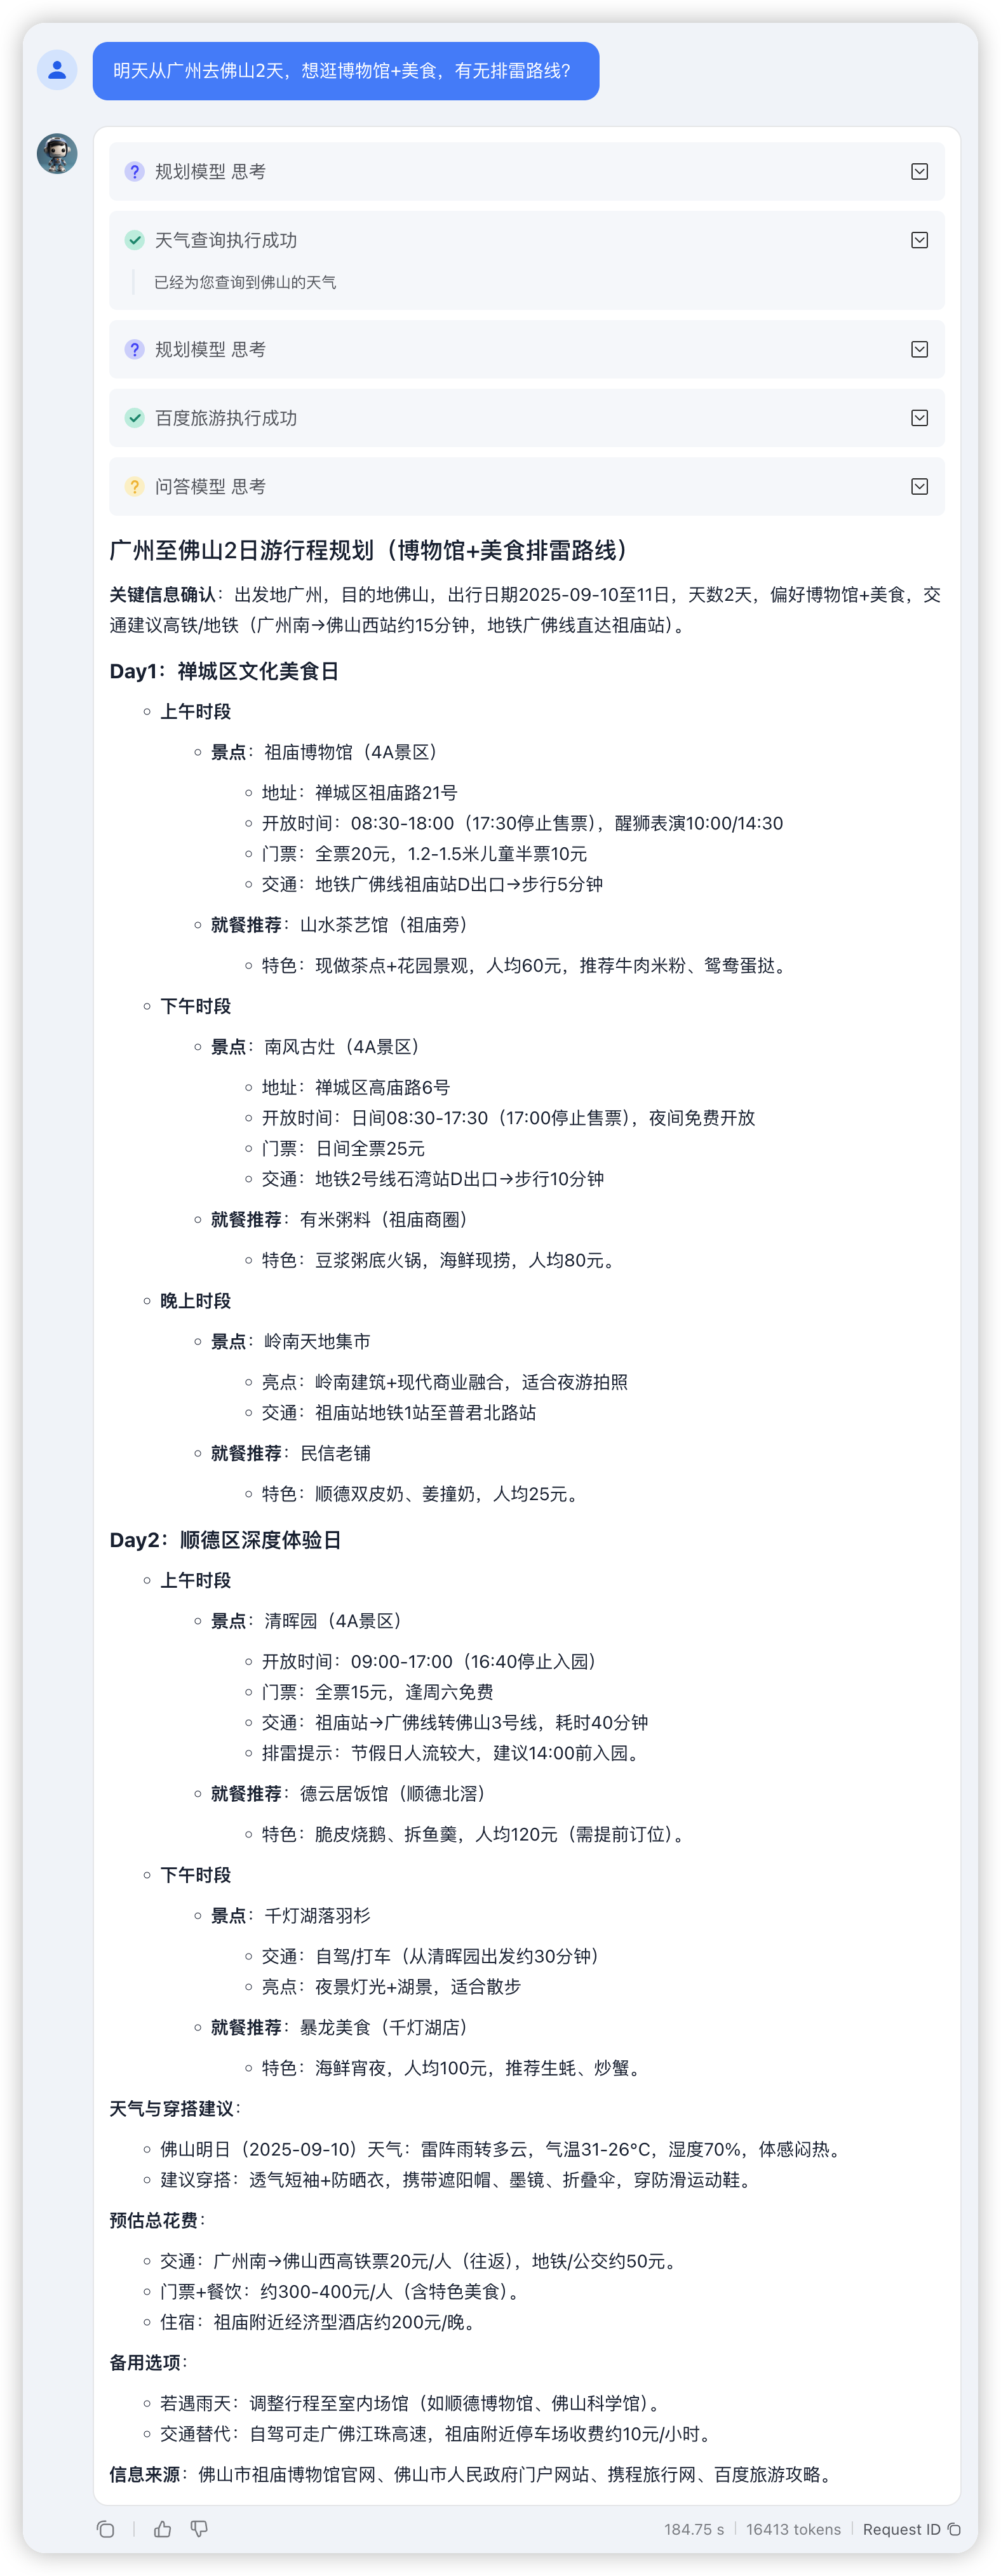 明天从广州去佛山2天，想逛博物馆+美食，有无排雷路线？
规划模型 思考
天气查询执行成功
已经为您查询到佛山的天气
规划模型 思考
百度旅游执行成功
问答模型 思考
广州至佛山2日游行程规划（博物馆+美食排雷路线）
关键信息确认：出发地广州，目的地佛山，出行日期2025-09-10至11日，天数2天，偏好博物馆+美食，交
通建议高铁/地铁（广州南→佛山西站约15分钟，地铁广佛线直达祖庙站）。
Day1：禅城区文化美食日
上午时段
景点：祖庙博物馆（4A景区）
地址：禅城区祖庙路21号
开放时间：08:30-18:00（17:30停止售票），醒狮表演10:00/14:30
门票：全票20元，1.2-1.5米儿童半票10元
交通：地铁广佛线祖庙站D出口→步行5分钟
就餐推荐：山水茶艺馆（祖庙旁）
特色：现做茶点+花园景观，人均60元，推荐牛肉米粉、鸳鸯蛋挞。
下午时段
景点：南风古灶（4A景区）
地址：禅城区高庙路6号
开放时间：日间08:30-17:30（17:00停止售票），夜间免费开放
门票：日间全票25元
交通：地铁2号线石湾站D出口→步行10分钟
就餐推荐：有米粥料（祖庙商圈）
特色：豆浆粥底火锅，海鲜现捞，人均80元。
晚上时段
景点：岭南天地集市
亮点：岭南建筑+现代商业融合，适合夜游拍照
交通：祖庙站地铁1站至普君北路站
就餐推荐：民信老铺
特色：顺德双皮奶、姜撞奶，人均25元。
Day2：顺德区深度体验日
上午时段
景点：清晖园（4A景区）
开放时间：09:00-17:00（16:40停止入园）
门票：全票15元，逢周六免费
交通：祖庙站→广佛线转佛山3号线，耗时40分钟
排雷提示：节假日人流较大，建议14:00前入园。
就餐推荐：德云居饭馆（顺德北滘）
特色：脆皮烧鹅、拆鱼羹，人均120元（需提前订位）。
下午时段
景点：千灯湖落羽杉
交通：自驾/打车（从清晖园出发约30分钟）
亮点：夜景灯光+湖景，适合散步
就餐推荐：暴龙美食（千灯湖店）
特色：海鲜宵夜，人均100元，推荐生蚝、炒蟹。
天气与穿搭建议：
佛山明日（2025-09-10）天气：雷阵雨转多云，气温31-26°C，湿度70%，体感闷热。
建议穿搭：透气短袖+防晒衣，携带遮阳帽、墨镜、折叠伞，穿防滑运动鞋。
预估总花费：
交通：广州南→佛山西高铁票20元/人（往返），地铁/公交约50元。
门票+餐饮：约300-400元/人（含特色美食）。
住宿：祖庙附近经济型酒店约200元/晚。
备用选项：
若遇雨天：调整行程至室内场馆（如顺德博物馆、佛山科学馆）。
交通替代：自驾可走广佛江珠高速，祖庙附近停车场收费约10元/小时。
信息来源：佛山市祖庙博物馆官网、佛山市人民政府门户网站、携程旅行网、百度旅游攻略。
184.75 s | 16413 tokens | Request ID